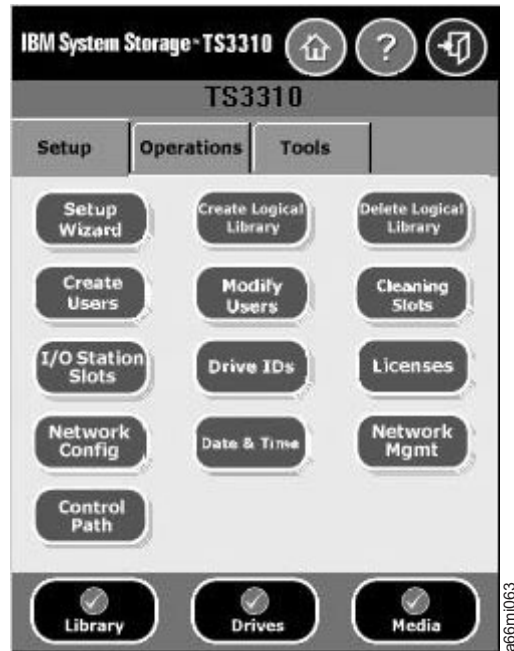 IBM System Storage™ TS3310
?
TS3310
Setup
Operations
Tools
Setup
Wizard
Create Logical
Library
Delete Logical
Library
Create
Users
Modify
Users
Cleaning
Slots
I/O Station
Slots
Drive IDs
Licenses
Network
Config
Date & Time
Network
Mgmt
Control
Path
Library
Drives
Media
a66mi063